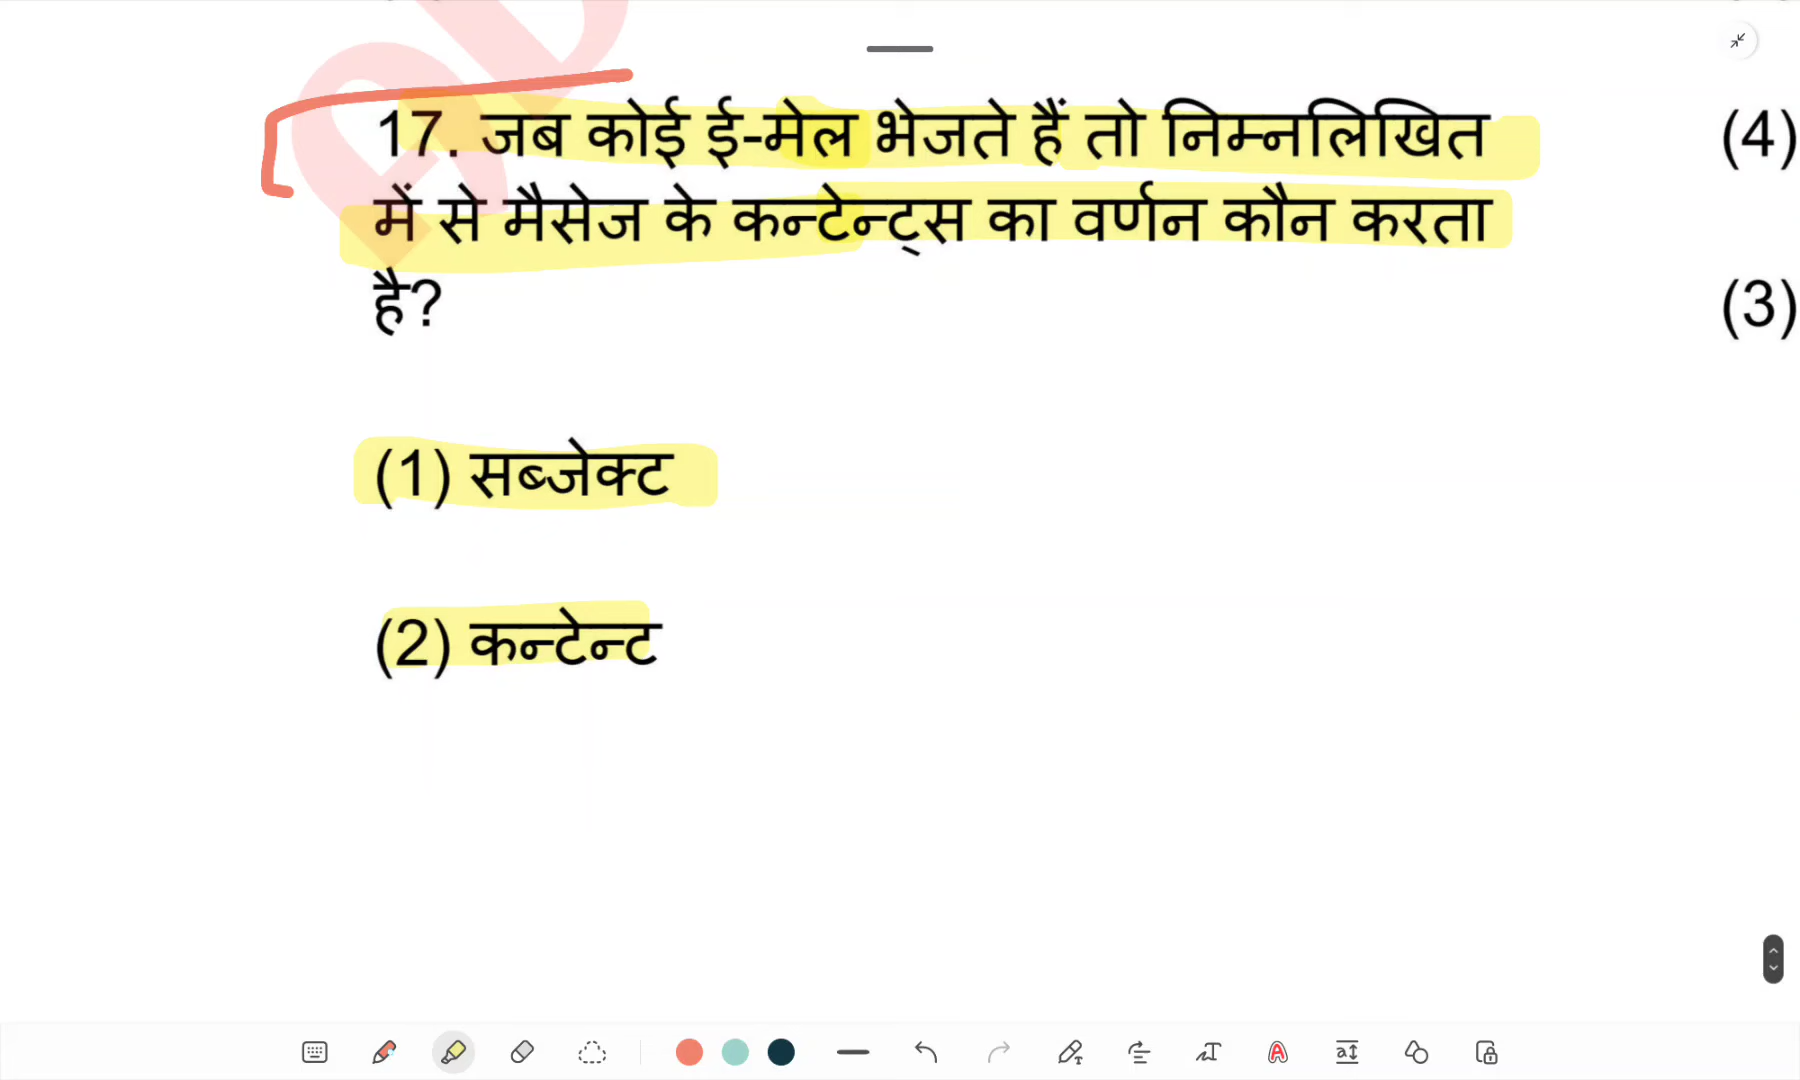 17. जब कोई ई-मेल भेजते हैं तो निम्नलिखित
(4)
में से मैसेज के कन्टेन्ट्स का वर्णन कौन करता
है?
(3)
(1) सब्जेक्ट
(2) कन्टेन्ट